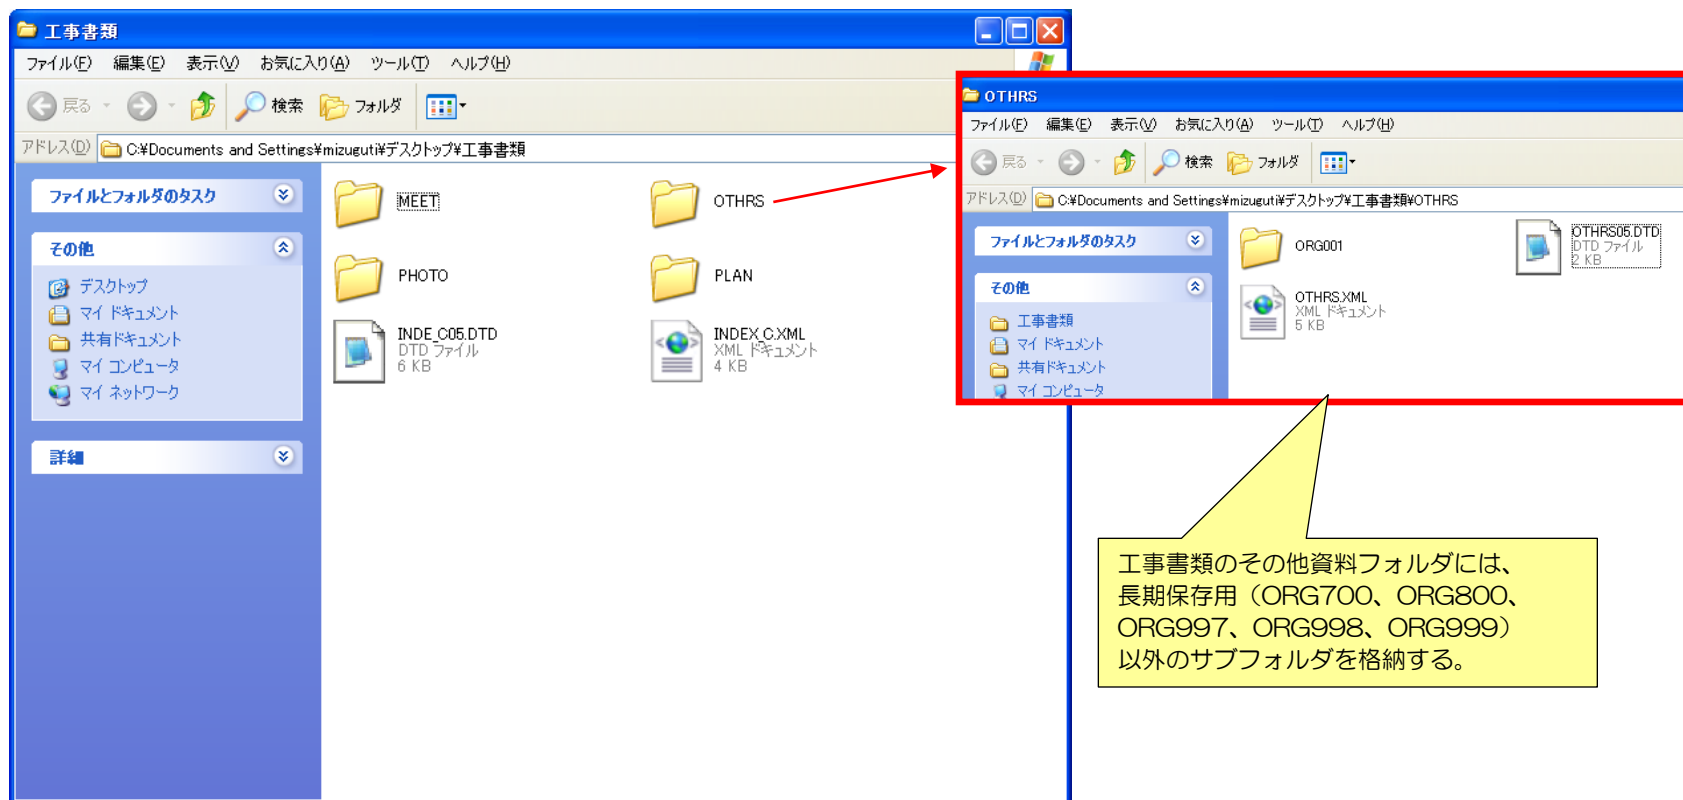 工事書類
ファイル(F) 編集(E) 表示(V) お気に入り(A) ツール(T) ヘルプ(H)
戻る 検索 フォルダ
アドレス(D) C:¥Documents and Settings¥mizuguti¥デスクトップ¥工事書類
ファイルとフォルダのタスク
その他
デスクトップ
マイ ドキュメント
共有ドキュメント
マイ コンピュータ
マイ ネットワーク
詳細
MEET
OTHRS
PHOTO
PLAN
INDE_C05.DTD
DTD ファイル
6 KB
INDEX_C.XML
XML ドキュメント
4 KB
OTHRS
ファイル(F) 編集(E) 表示(V) お気に入り(A) ツール(T) ヘルプ(H)
戻る 検索 フォルダ
アドレス(D) C:¥Documents and Settings¥mizuguti¥デスクトップ¥工事書類¥OTHRS
ファイルとフォルダのタスク
その他
工事書類
マイ ドキュメント
共有ドキュメント
マイ コンピュータ
ORG001
OTHRS05.DTD
DTD ファイル
2 KB
OTHRS.XML
XML ドキュメント
5 KB
工事書類のその他資料フォルダには、
長期保存用（ORG700、ORG800、
ORG997、ORG998、ORG999）
以外のサブフォルダを格納する。